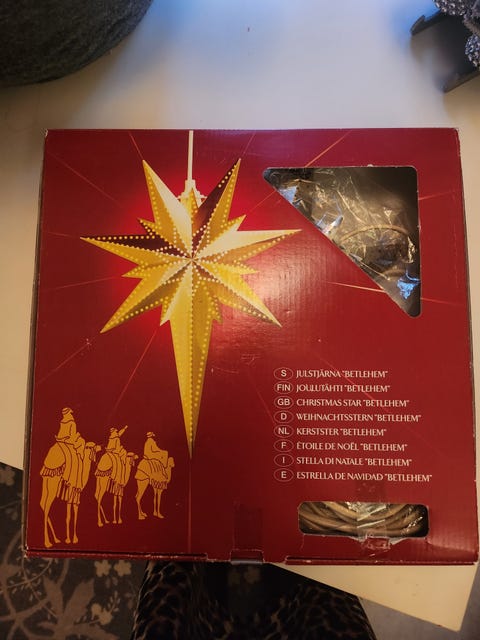 S JULSTJÄRNA "BETLEHEM"
FIN JOULUTÄHTI "BETLEHEM"
GB CHRISTMAS STAR "BETLEHEM"
D WEIHNACHTSSTERN "BETLEHEM"
NL KERSTSTER "BETLEHEM"
F ÉTOILE DE NOËL "BETLEHEM"
I STELLA DI NATALE "BETLEHEM"
E ESTRELLA DE NAVIDAD "BETLEHEM"